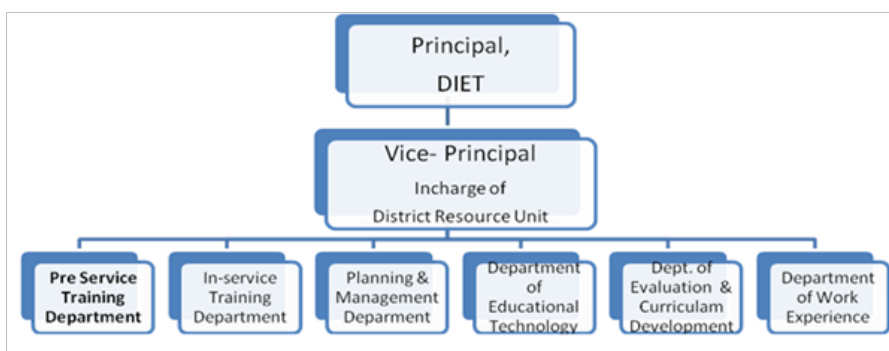 Principal,
DIET
Vice- Principal
Incharge of
District Resource Unit
Pre Service
Training
Department
In-service
Training
Department
Planning &
Management
Deparment
Department
of
Educational
Technology
Dept. of
Evaluation &
Curriculam
Development
Department
of Work
Experience